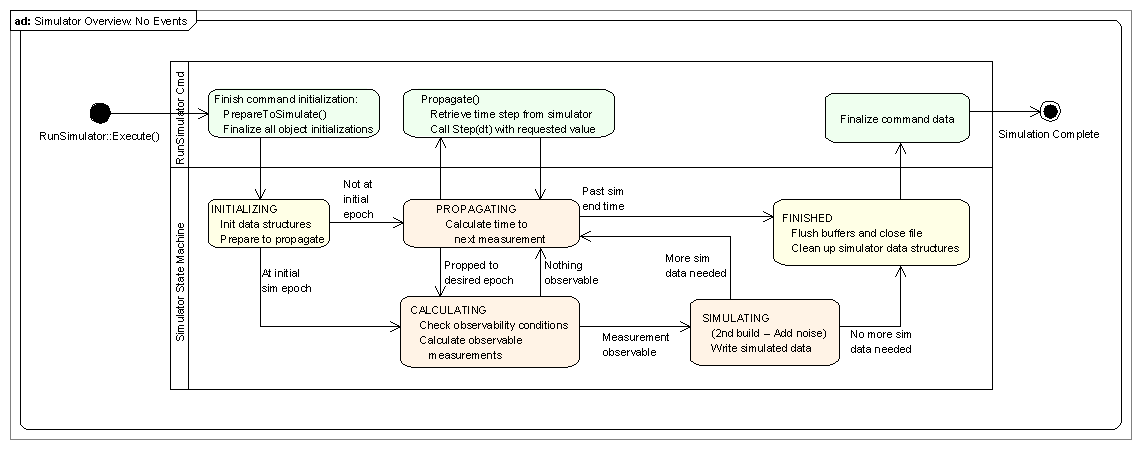 ad: Simulator Overview: No Events
RunSimulator::Execute()
RunSimulator Cmd
Finish command initialization:
PrepareToSimulate()
Finalize all object initializations
Propagate()
Retrieve time step from simulator
Call Step(dt) with requested value
Finalize command data
Simulation Complete
Simulator State Machine
INITIALIZING
Init data structures
Prepare to propagate
Not at
initial
epoch
PROPAGATING
Calculate time to
next measurement
Past sim
end time
FINISHED
Flush buffers and close file
Clean up simulator data structures
At initial
sim epoch
Propped to
desired epoch
Nothing
observable
More sim
data needed
CALCULATING
Check observability conditions
Calculate observable
measurements
Measurement
observable
SIMULATING
(2nd build – Add noise)
Write simulated data
No more sim
data needed